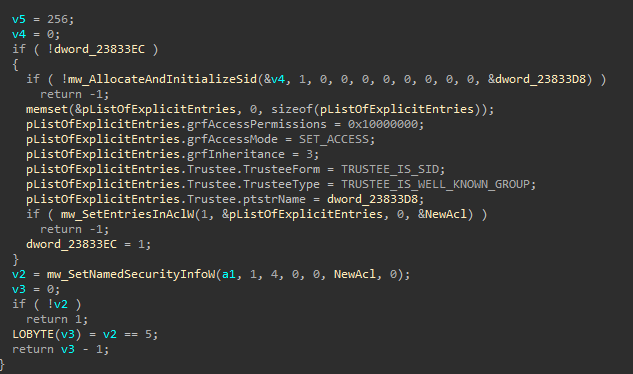 v5 = 256;
v4 = 0;
if ( !dword_23833EC )
{
if ( !mw_AllocateAndInitializeSid(&v4, 1, 0, 0, 0, 0, 0, 0, 0, 0, &dword_23833D8) )
return -1;
memset(&pListOfExplicitEntries, 0, sizeof(pListOfExplicitEntries));
pListOfExplicitEntries.grfAccessPermissions = 0x10000000;
pListOfExplicitEntries.grfAccessMode = SET_ACCESS;
pListOfExplicitEntries.grfInheritance = 3;
pListOfExplicitEntries.Trustee.TrusteeForm = TRUSTEE_IS_SID;
pListOfExplicitEntries.Trustee.TrusteeType = TRUSTEE_IS_WELL_KNOWN_GROUP;
pListOfExplicitEntries.Trustee.ptstrName = dword_23833D8;
if ( mw_SetEntriesInAclW(1, &pListOfExplicitEntries, 0, &NewAcl) )
return -1;
dword_23833EC = 1;
}
v2 = mw_SetNamedSecurityInfoW(a1, 1, 4, 0, 0, NewAcl, 0);
v3 = 0;
if ( !v2 )
return 1;
LOBYTE(v3) = v2 == 5;
return v3 - 1;
}